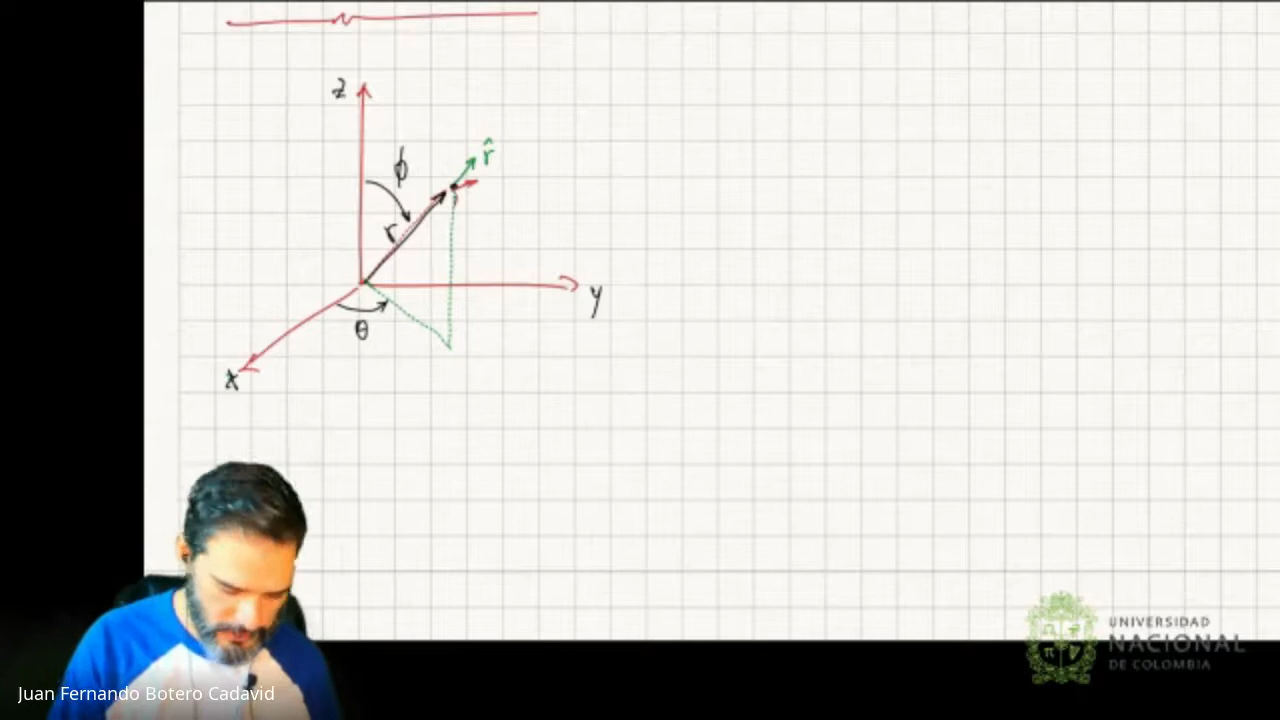 z
ϕ
r̂
r
y
θ
x
UNIVERSIDAD
NACIONAL
DE COLOMBIA
Juan Fernando Botero Cadavid